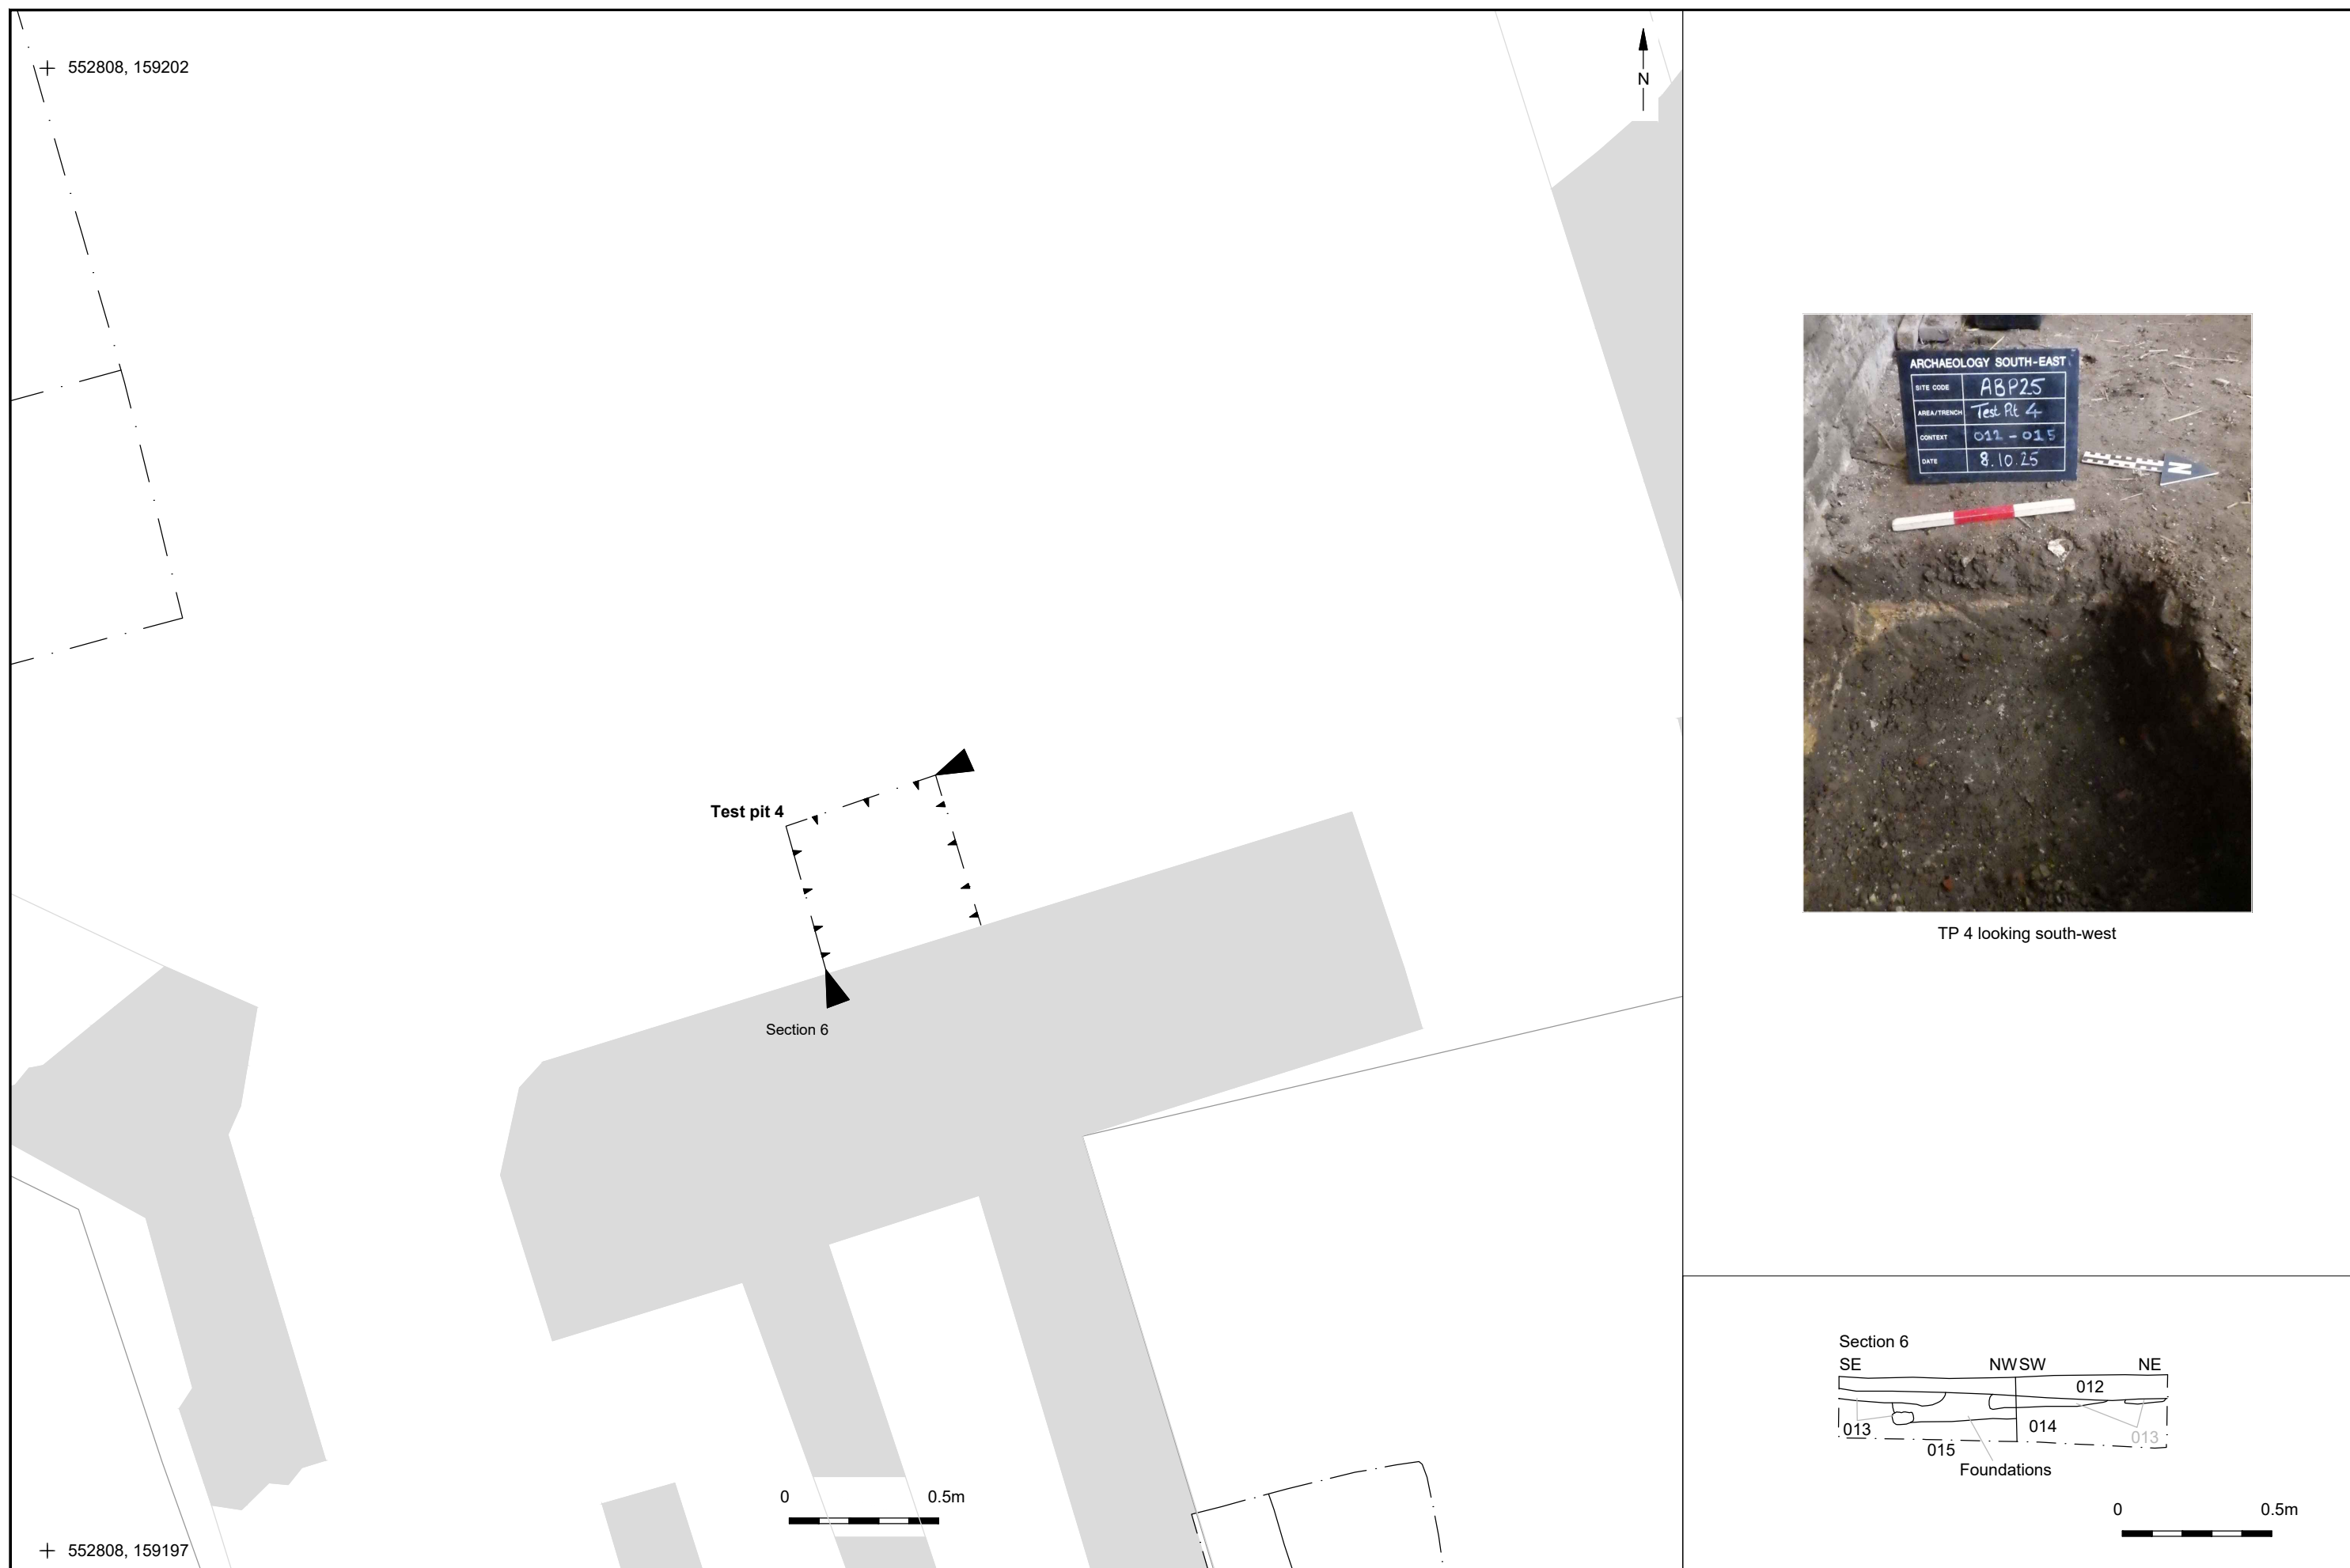 552808, 159202
N
Test pit 4
Section 6
0 0.5m
552808, 159197
ARCHAEOLOGY SOUTH-EAST
SITE CODE ABP25
AREA/TRENCH Test Pit 4
CONTEXT 012 - 015
DATE 8.10.25
N
TP 4 looking south-west
Section 6
SE NW SW NE
012
013 014 013
015
Foundations
0 0.5m